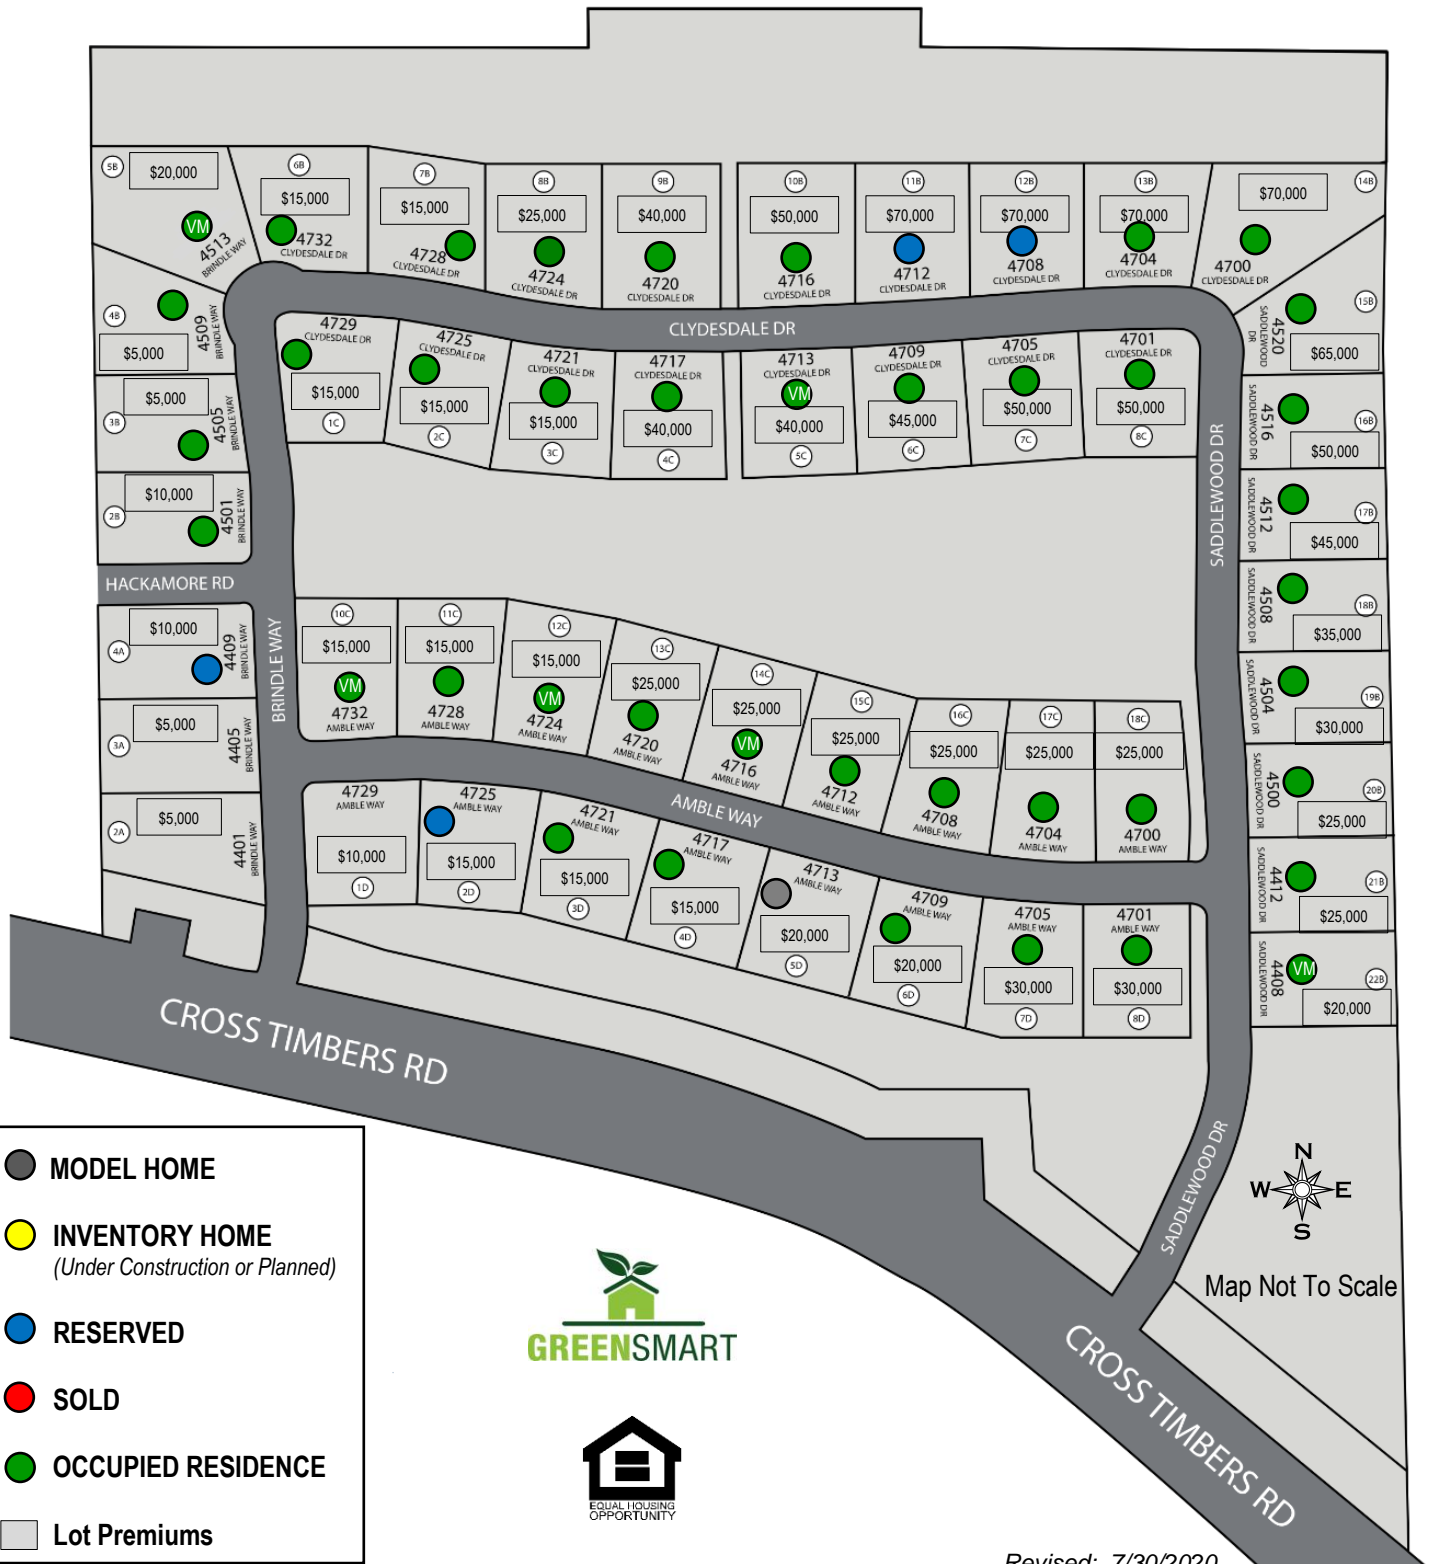 5B
$20,000
VM
4513
BRINDLE WAY
6B
$15,000
4732
CLYDESDALE DR
7B
$15,000
4728
CLYDESDALE DR
8B
$25,000
4724
CLYDESDALE DR
9B
$40,000
4720
CLYDESDALE DR
10B
$50,000
4716
CLYDESDALE DR
11B
$70,000
4712
CLYDESDALE DR
12B
$70,000
4708
CLYDESDALE DR
13B
$70,000
4704
CLYDESDALE DR
14B
$70,000
4700
CLYDESDALE DR
4B
$5,000
4509
BRINDLE WAY
3B
$5,000
4505
BRINDLE WAY
2B
$10,000
4501
BRINDLE WAY
CLYDESDALE DR
4729
CLYDESDALE DR
$15,000
1C
4725
CLYDESDALE DR
$15,000
2C
4721
CLYDESDALE DR
$15,000
3C
4717
CLYDESDALE DR
$40,000
4C
4713
CLYDESDALE DR
VM
$40,000
5C
4709
CLYDESDALE DR
$45,000
6C
4705
CLYDESDALE DR
$50,000
7C
4701
CLYDESDALE DR
$50,000
8C
SADDLEWOOD DR
15B
4520
SADDLEWOOD
DR
$65,000
4516
SADDLEWOOD DR
16B
$50,000
4512
SADDLEWOOD DR
17B
$45,000
4508
SADDLEWOOD DR
18B
$35,000
4504
SADDLEWOOD DR
19B
$30,000
4500
SADDLEWOOD DR
20B
$25,000
4412
SADDLEWOOD DR
21B
$25,000
4408
SADDLEWOOD DR
VM
22B
$20,000
HACKAMORE RD
BRINDLE WAY
$10,000
4A
4409
BRINDLE WAY
$5,000
3A
4405
BRINDLE WAY
$5,000
2A
4401
BRINDLE WAY
10C
$15,000
VM
4732
AMBLE WAY
11C
$15,000
4728
AMBLE WAY
12C
$15,000
VM
4724
AMBLE WAY
13C
$25,000
4720
AMBLE WAY
14C
$25,000
VM
4716
AMBLE WAY
15C
$25,000
4712
AMBLE WAY
16C
$25,000
4708
AMBLE WAY
17C
$25,000
4704
AMBLE WAY
18C
$25,000
4700
AMBLE WAY
AMBLE WAY
4729
AMBLE WAY
$10,000
1D
4725
AMBLE WAY
$15,000
2D
4721
AMBLE WAY
$15,000
3D
4717
AMBLE WAY
$15,000
4D
4713
AMBLE WAY
$20,000
5D
4709
AMBLE WAY
$20,000
6D
4705
AMBLE WAY
$30,000
7D
4701
AMBLE WAY
$30,000
8D
CROSS TIMBERS RD
SADDLEWOOD DR
N
W E
S
Map Not To Scale
CROSS TIMBERS RD
MODEL HOME
INVENTORY HOME
(Under Construction or Planned)
RESERVED
SOLD
OCCUPIED RESIDENCE
Lot Premiums
GREENSMART
EQUAL HOUSING
OPPORTUNITY
Revised: 7/30/2020